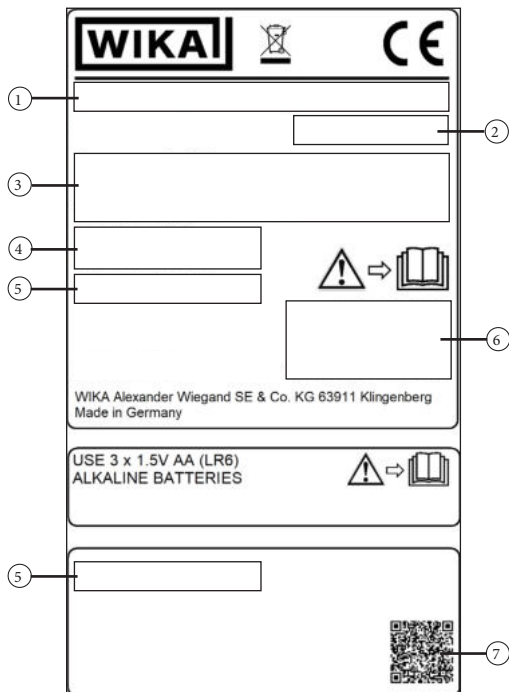 WIKA
CE
1
2
3
4
5
6
WIKA Alexander Wiegand SE & Co. KG 63911 Klingenberg
Made in Germany
USE 3 x 1.5V AA (LR6)
ALKALINE BATTERIES
5
7